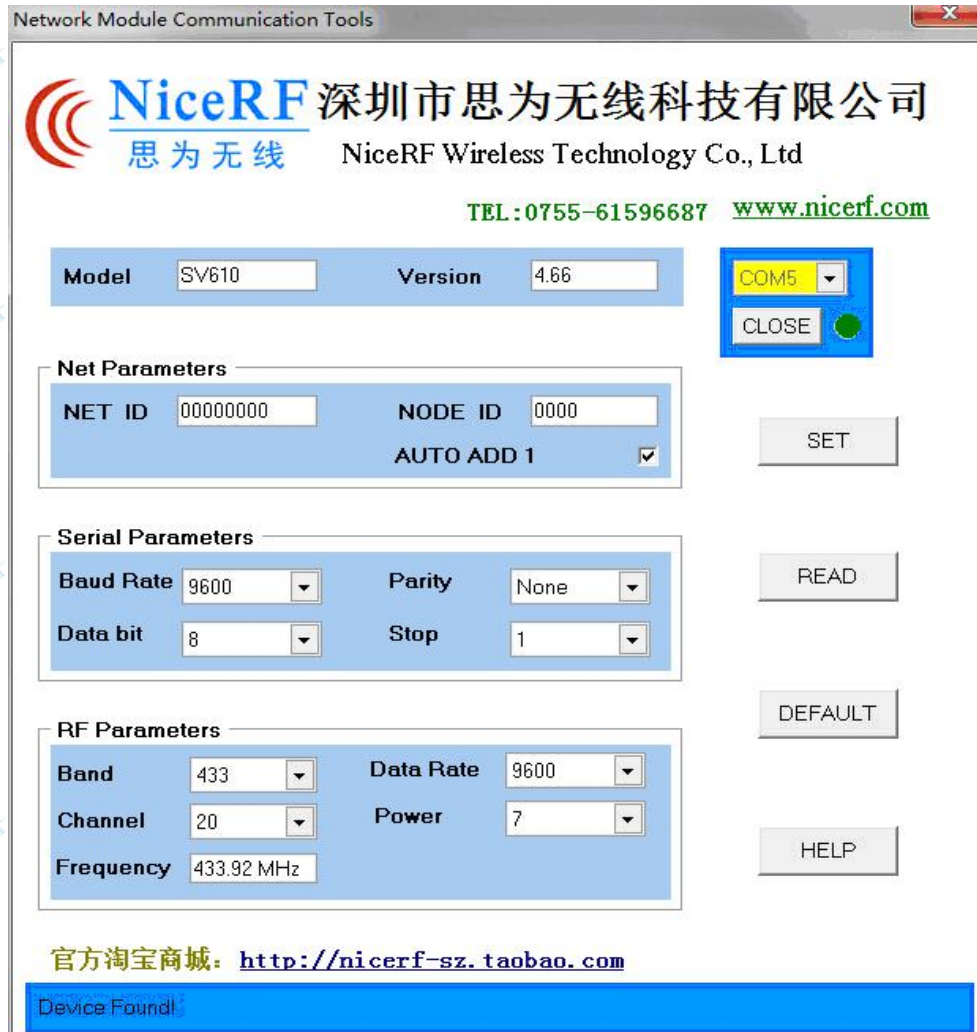 Network Module Communication Tools
X
NiceRF 深圳市思为无线科技有限公司
思为无线 NiceRF Wireless Technology Co., Ltd
TEL:0755-61596687 www.nicerf.com
Model SV610 Version 4.66
COM5
CLOSE
Net Parameters
NET ID 00000000 NODE ID 0000
AUTO ADD 1
SET
Serial Parameters
Baud Rate 9600 Parity None
READ
Data bit 8 Stop 1
DEFAULT
RF Parameters
Band 433 Data Rate 9600
Channel 20 Power 7
HELP
Frequency 433.92 MHz
官方淘宝商城：http://nicerf-sz.taobao.com
Device Found!